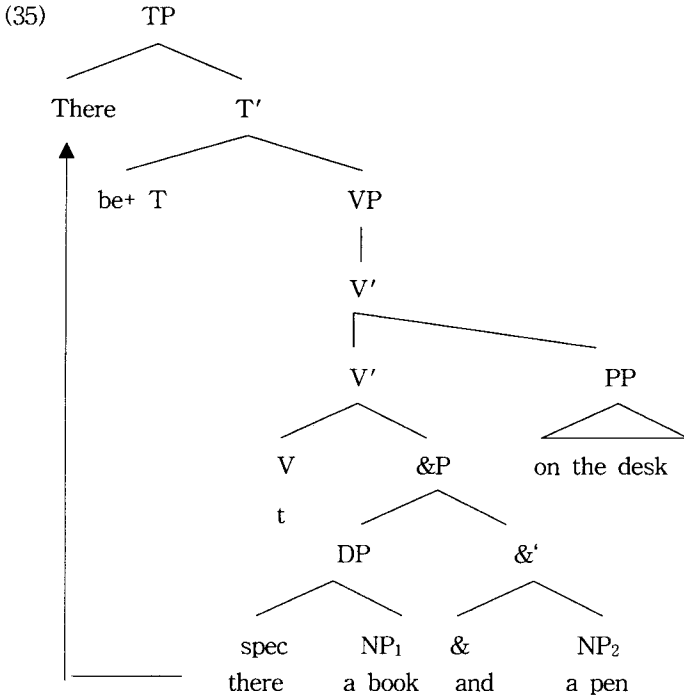 (35) TP
There T′
be+ T VP
V′
V′ PP
V &P on the desk
t
DP &‘
spec NP₁ & NP₂
there a book and a pen